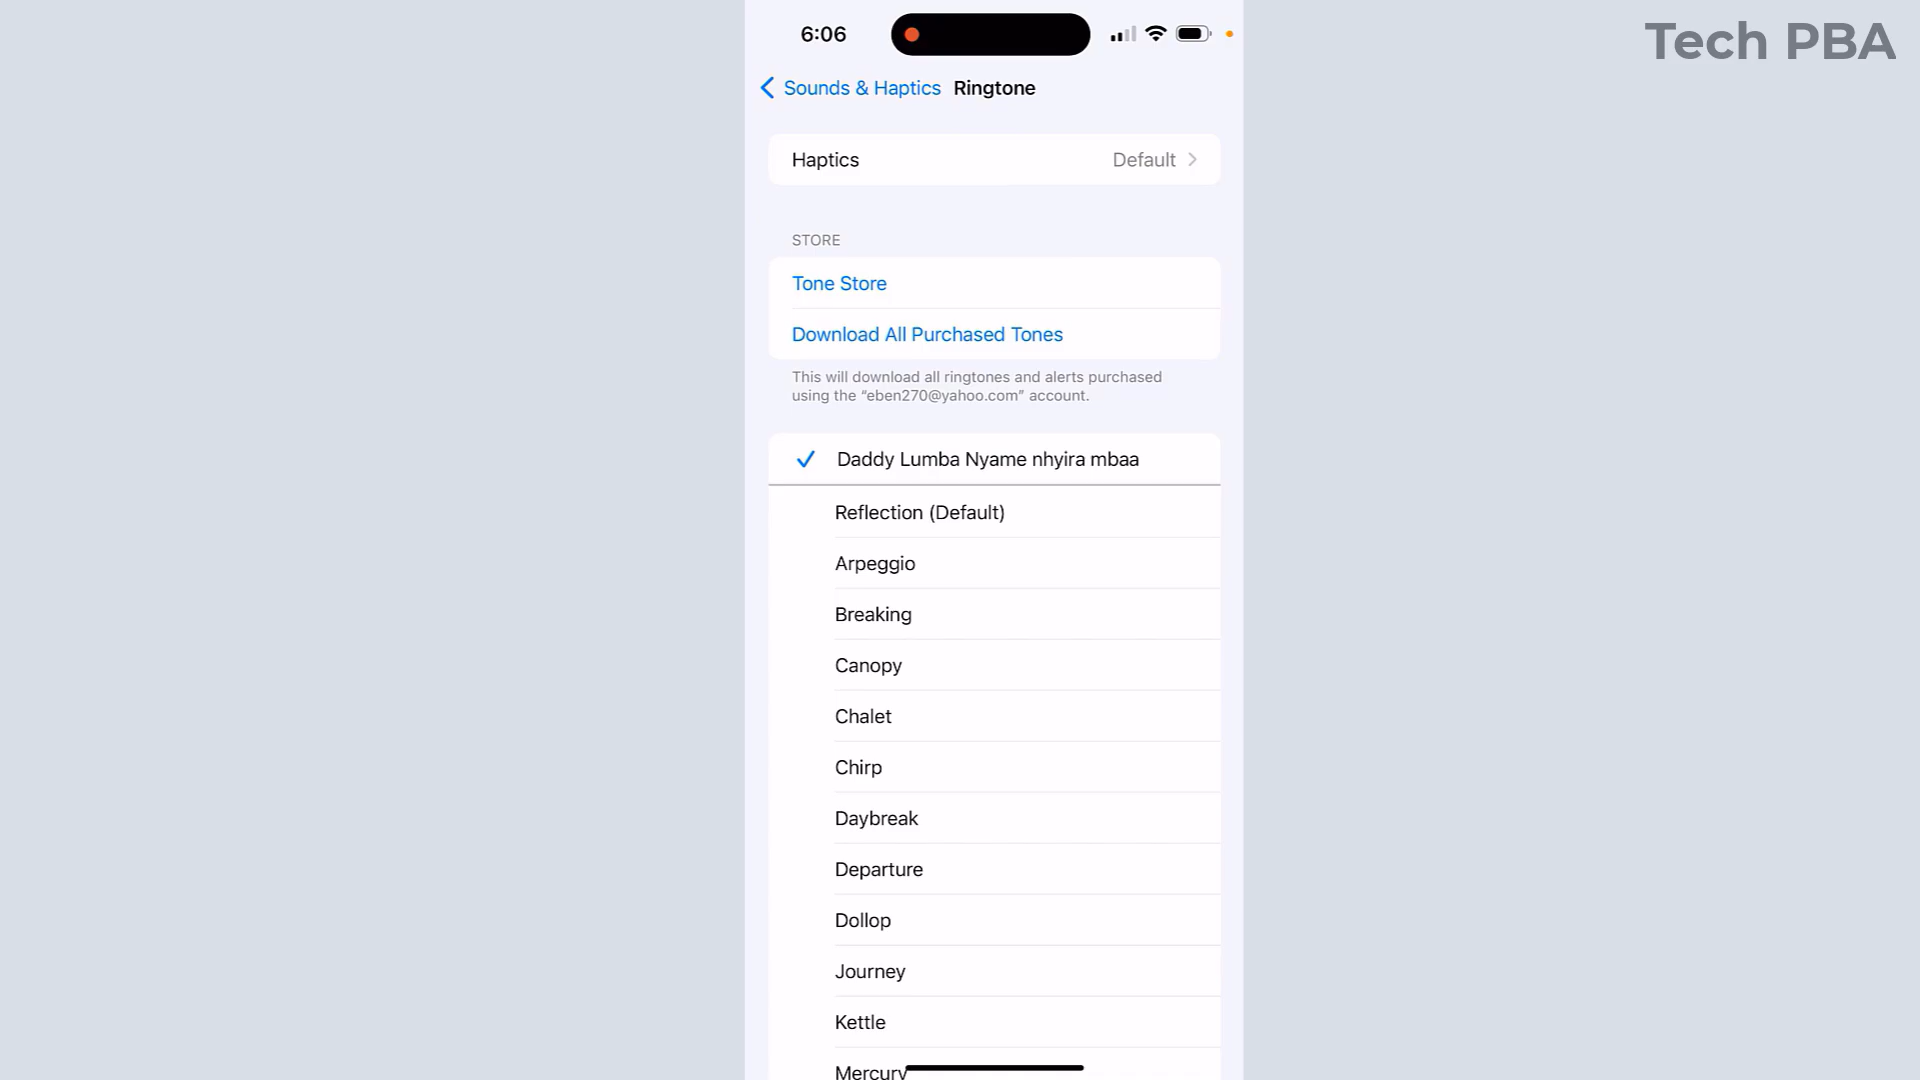 Tech PBA
6:06
Sounds & Haptics Ringtone
Haptics Default
STORE
Tone Store
Download All Purchased Tones
This will download all ringtones and alerts purchased
using the “eben270@yahoo.com” account.
Daddy Lumba Nyame nhyira mbaa
Reflection (Default)
Arpeggio
Breaking
Canopy
Chalet
Chirp
Daybreak
Departure
Dollop
Journey
Kettle
Mercury